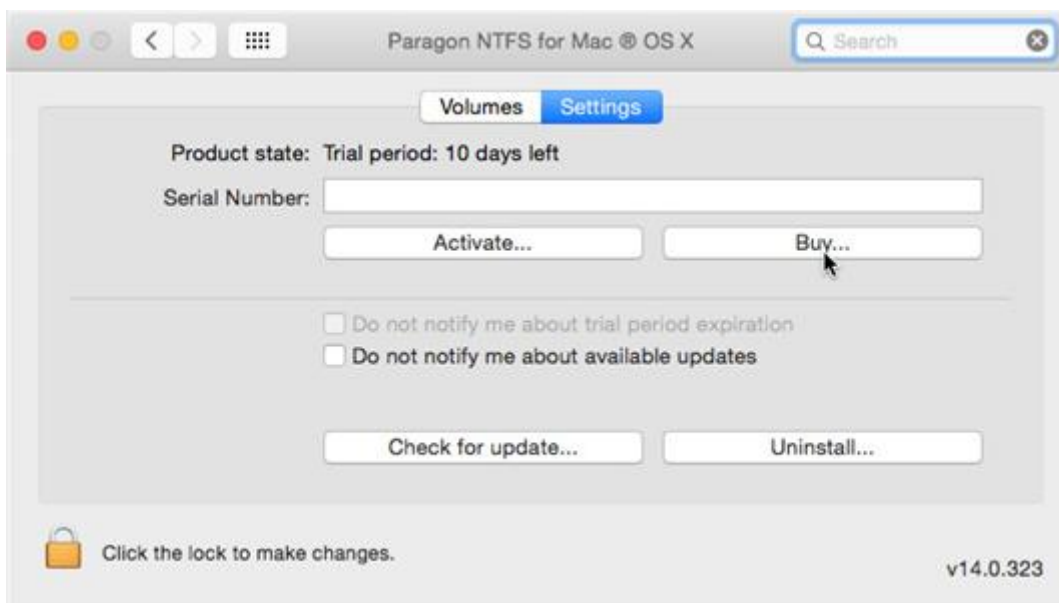 Paragon NTFS for Mac ® OS X
Search
Volumes
Settings
Product state: Trial period: 10 days left
Serial Number:
Activate...
Buy...
Do not notify me about trial period expiration
Do not notify me about available updates
Check for update...
Uninstall...
Click the lock to make changes.
v14.0.323